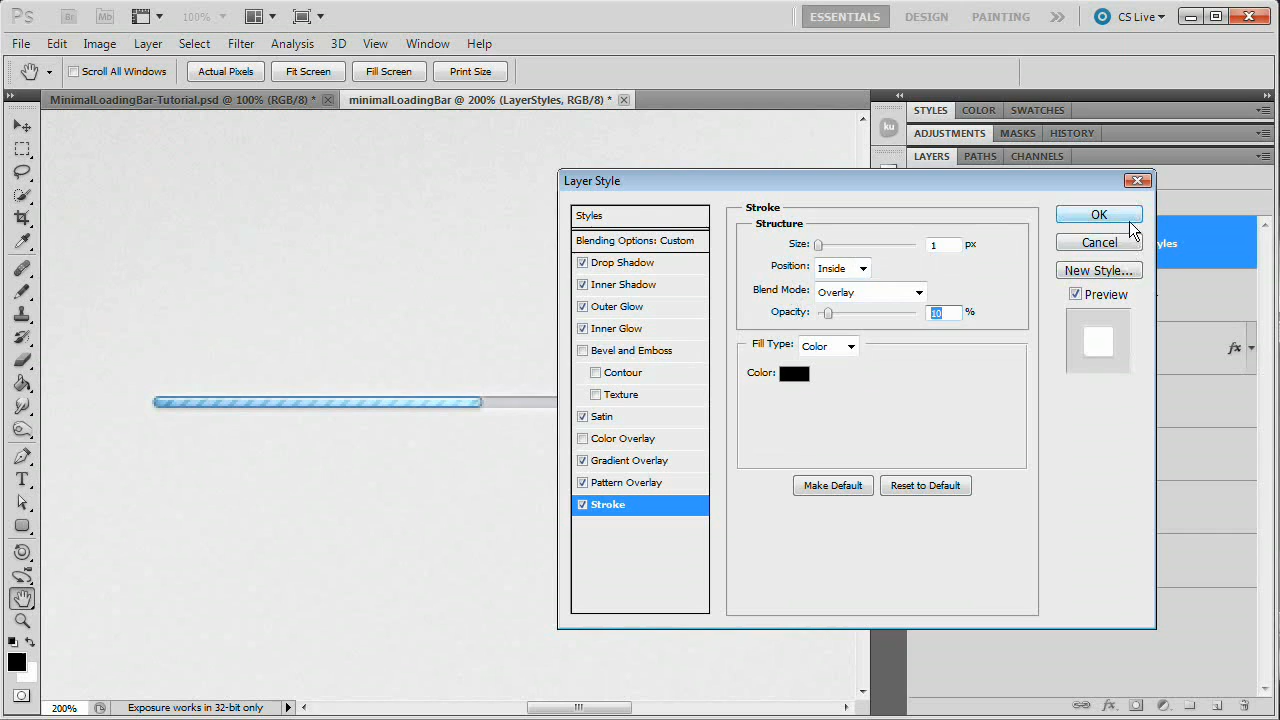 Ps Br Mb 100% ESSENTIALS DESIGN PAINTING CS Live
File Edit Image Layer Select Filter Analysis 3D View Window Help
Scroll All Windows Actual Pixels Fit Screen Fill Screen Print Size
MinimalLoadingBar-Tutorial.psd @ 100% (RGB/8) * minimalLoadingBar @ 200% (LayerStyles, RGB/8) *
STYLES COLOR SWATCHES
ku
ADJUSTMENTS MASKS HISTORY
LAYERS PATHS CHANNELS
Layer Style
Styles
Blending Options: Custom
Drop Shadow
Inner Shadow
Outer Glow
Inner Glow
Bevel and Emboss
Contour
Texture
Satin
Color Overlay
Gradient Overlay
Pattern Overlay
Stroke
Stroke
Structure
Size: 1 px
Position: Inside
Blend Mode: Overlay
Opacity: 10 %
Fill Type: Color
Color:
Make Default Reset to Default
OK
Cancel
New Style...
Preview
yles
fx
T
200% Exposure works in 32-bit only
fx